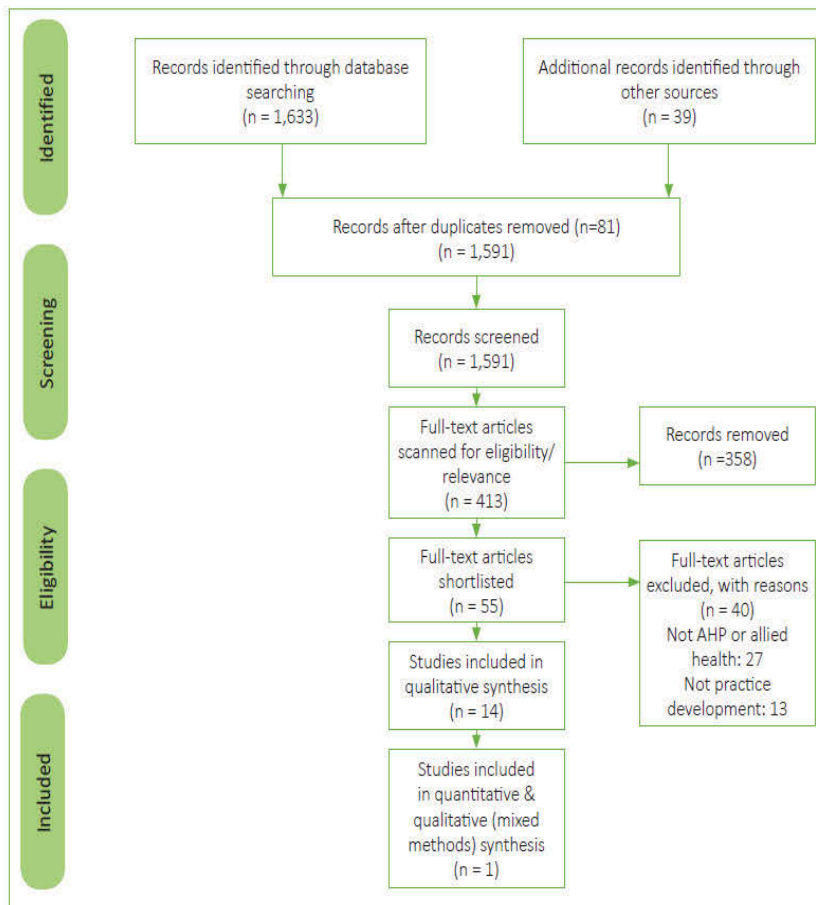 Identified
Records identified through database
searching
(n = 1,633)
Additional records identified through
other sources
(n = 39)
Records after duplicates removed (n=81)
(n = 1,591)
Screening
Records screened
(n = 1,591)
Full-text articles
scanned for eligibility/
relevance
(n = 413)
Records removed
(n =358)
Eligibility
Full-text articles
shortlisted
(n = 55)
Full-text articles
excluded, with reasons
(n = 40)
Not AHP or allied
health: 27
Not practice
development: 13
Studies included in
qualitative synthesis
(n = 14)
Included
Studies included
in quantitative &
qualitative (mixed
methods) synthesis
(n = 1)